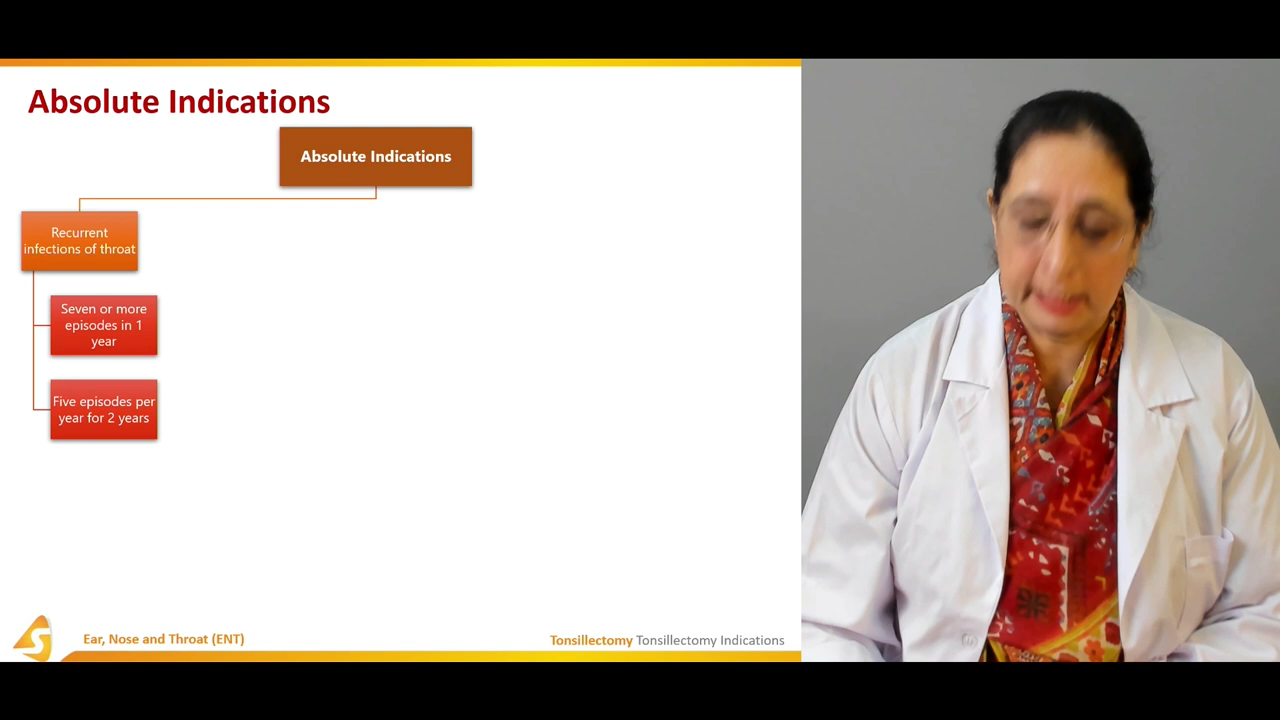 Absolute Indications
Absolute Indications
Recurrent
infections of throat
Seven or more
episodes in 1
year
Five episodes per
year for 2 years
Ear, Nose and Throat (ENT)
Tonsillectomy Tonsillectomy Indications